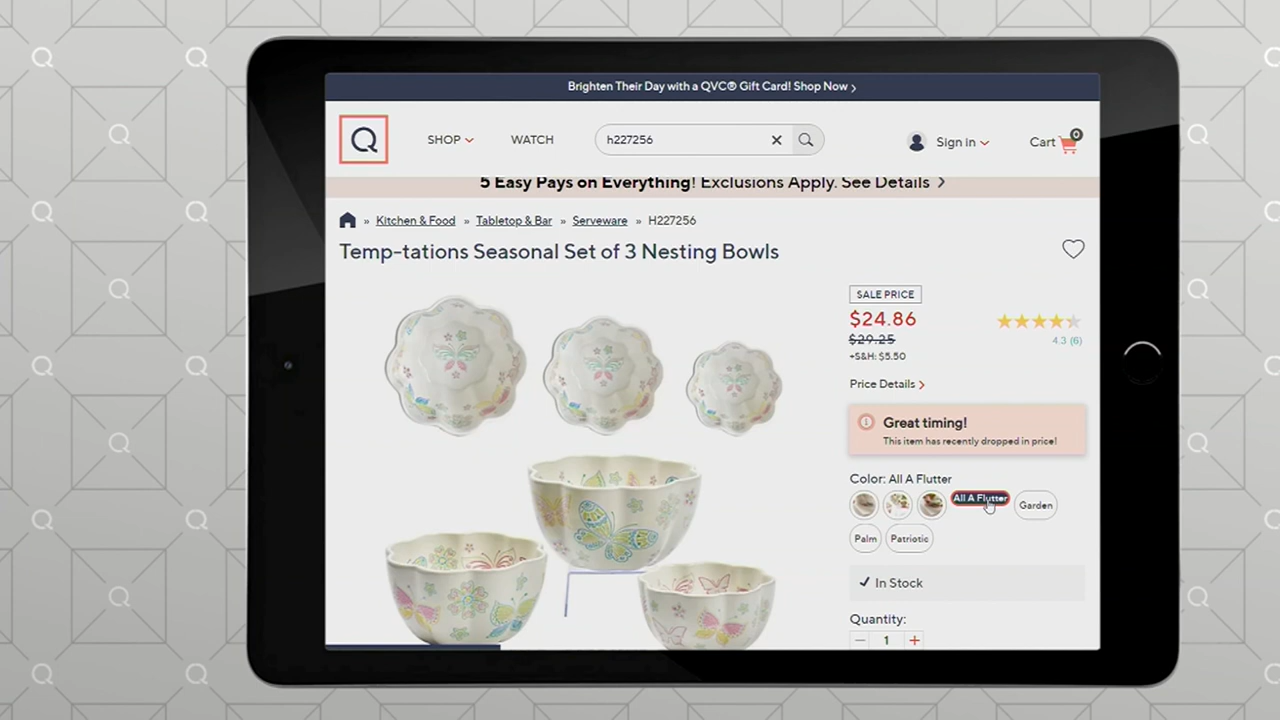 Brighten Their Day with a QVC® Gift Card! Shop Now ›
Q SHOP WATCH h227256 Sign in Cart 0
5 Easy Pays on Everything! Exclusions Apply. See Details
» Kitchen & Food » Tabletop & Bar » Serveware » H227256
Temp-tations Seasonal Set of 3 Nesting Bowls
SALE PRICE
$24.86
$29.25
4.3 (6)
+S&H: $5.50
Price Details
Great timing!
This item has recently dropped in price!
Color: All A Flutter
All A Flutter Garden
Palm Patriotic
In Stock
Quantity:
1